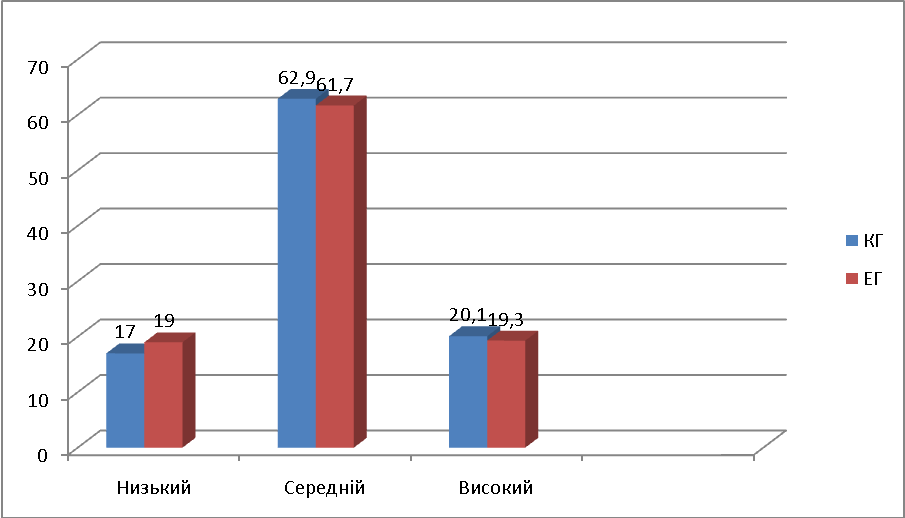 70
60
50
40
30
20
10
0
17
19
62,9
61,7
20,1
19,3
Низький
Середній
Високий
КГ
ЕГ